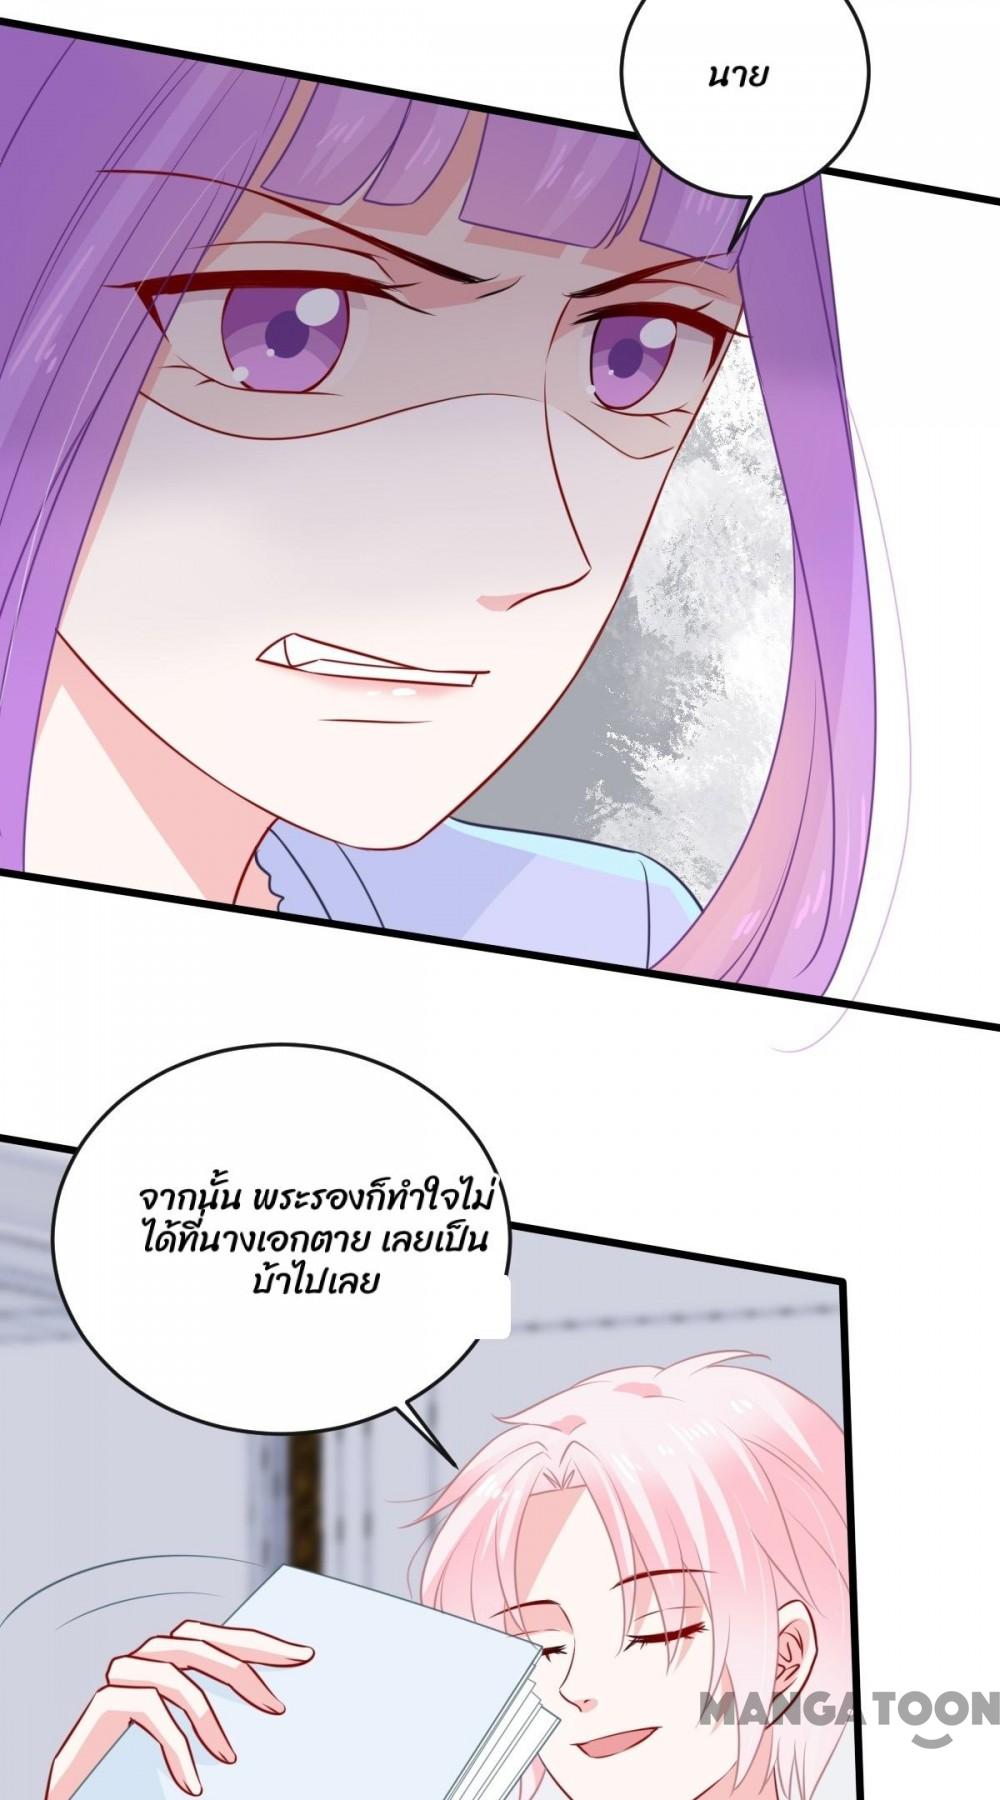 นาย
จากนั้น พระรองก็ทำใจไม่
ได้ที่นางเอกตาย เลยเป็น
บ้าไปเลย
MANGATOON